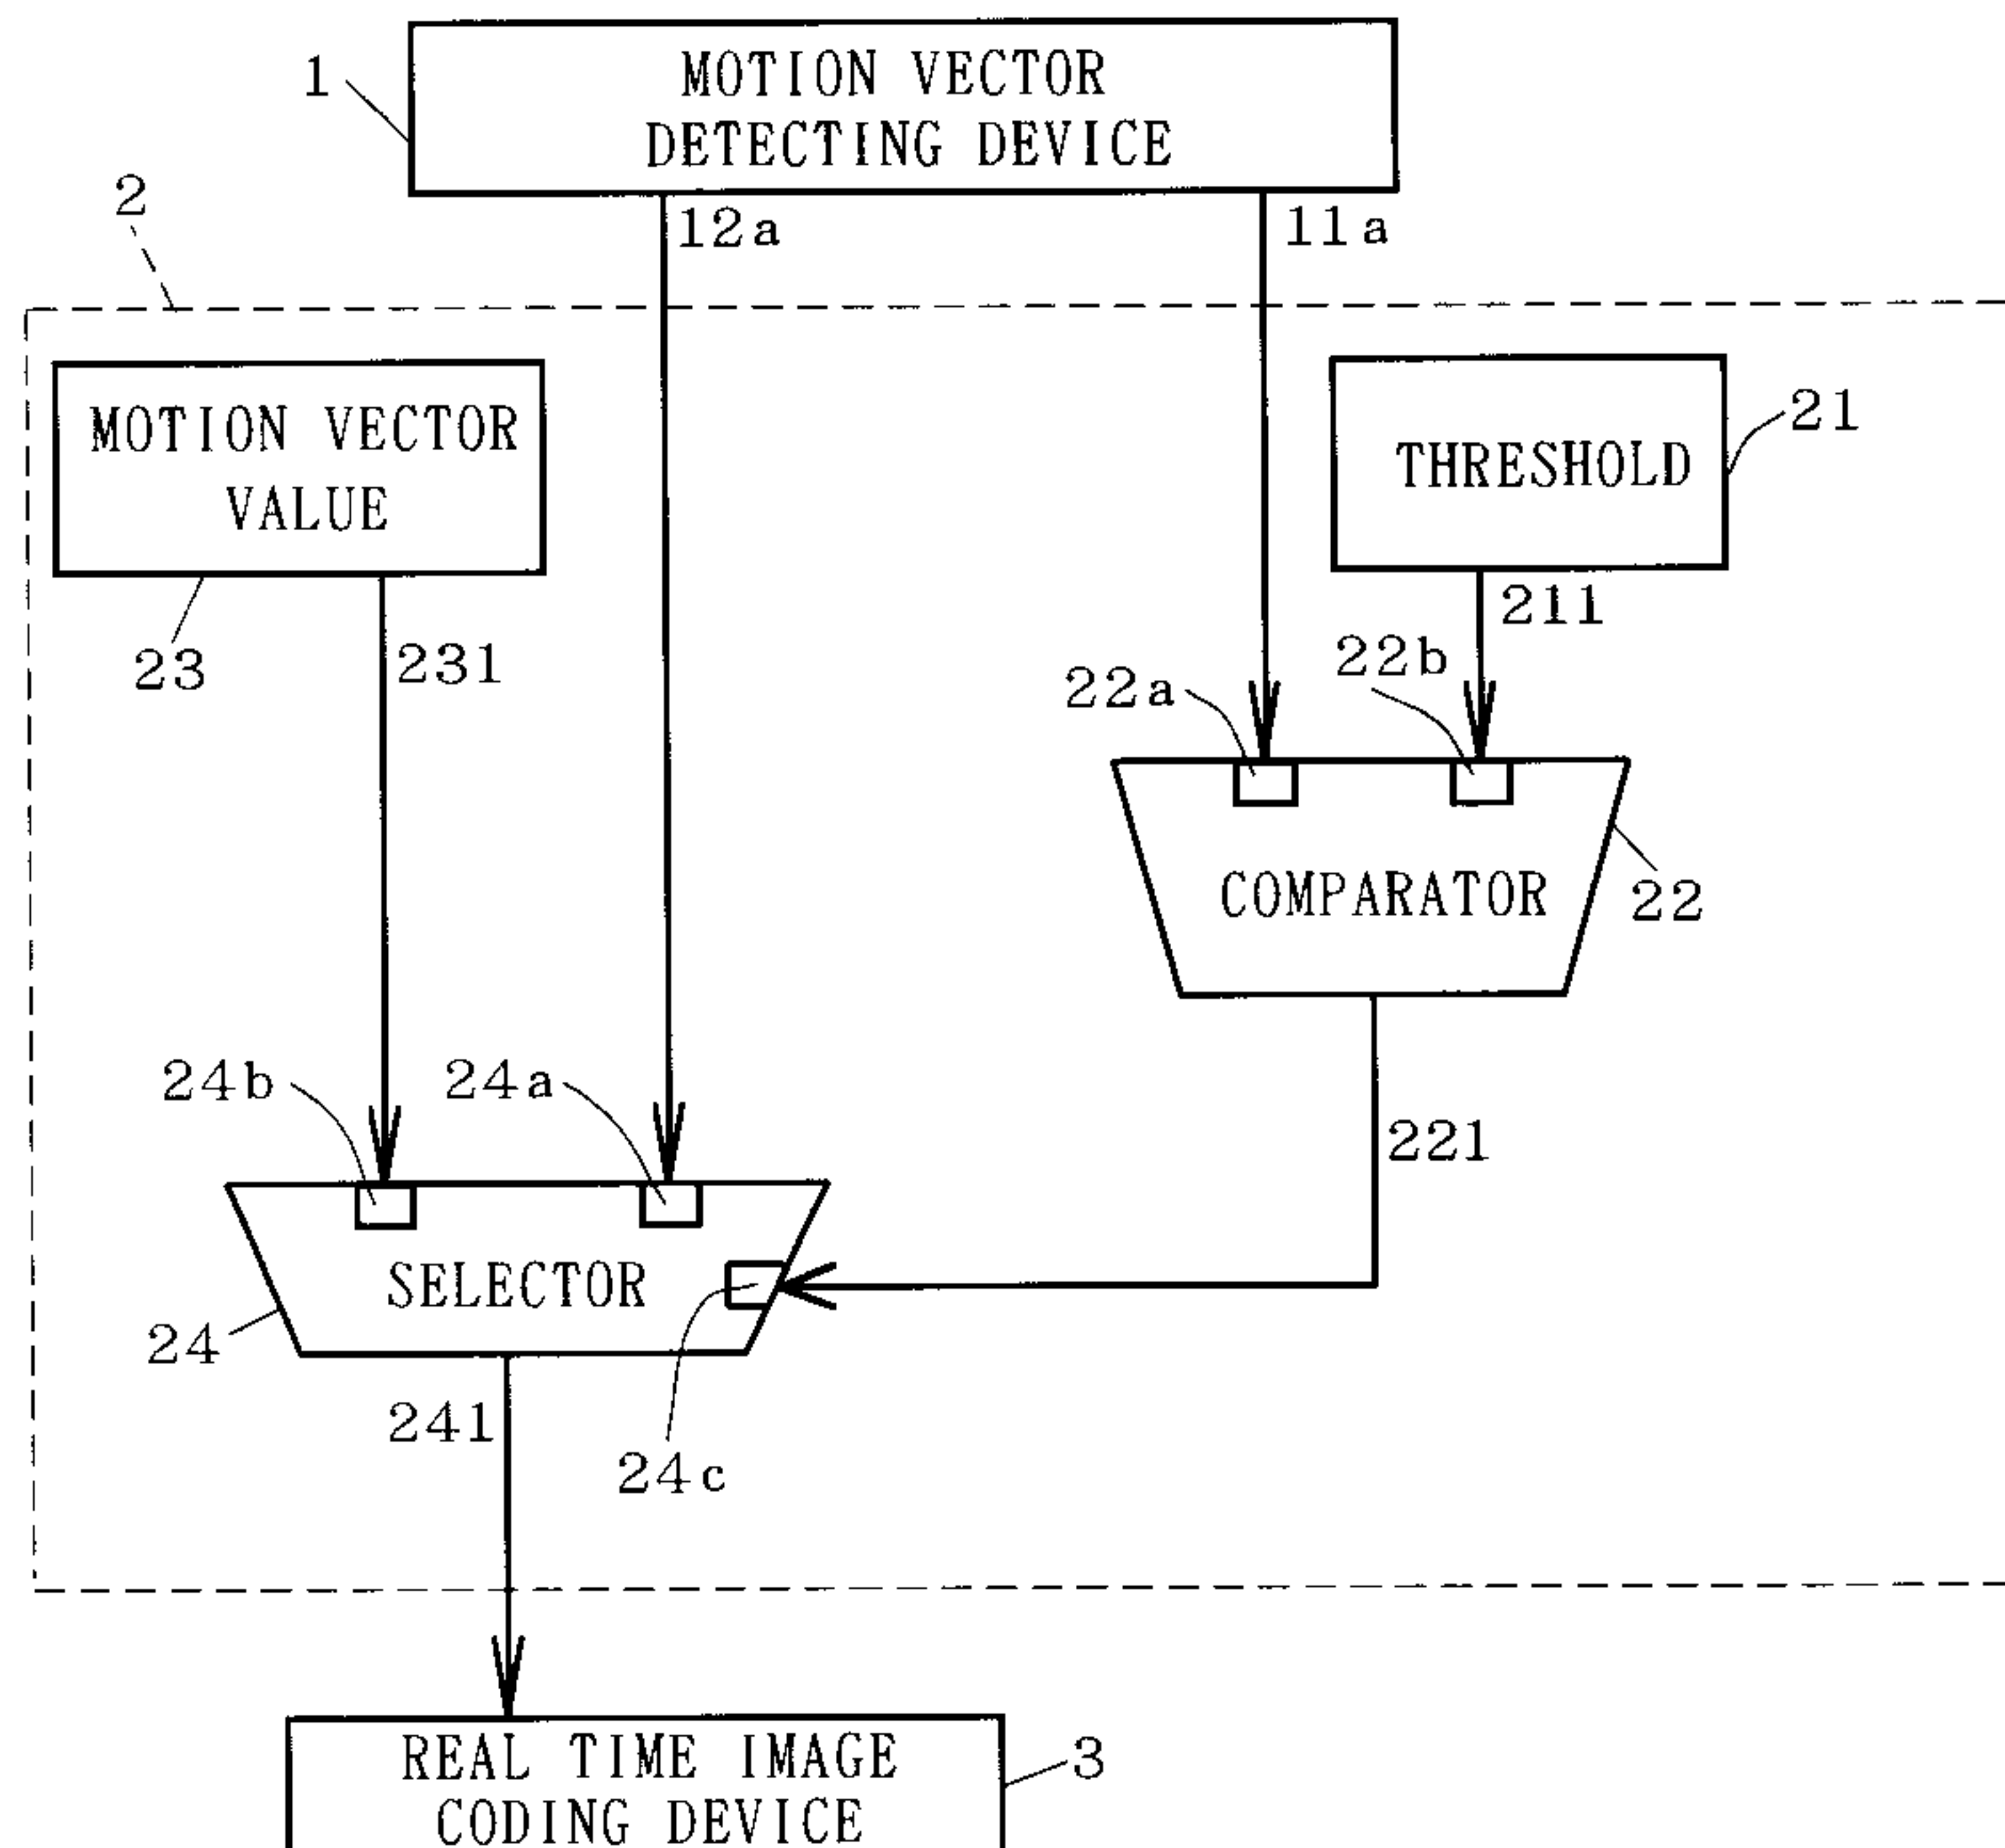 1
MOTION VECTOR
DETECTING DEVICE
2
12a
11a
MOTION VECTOR
VALUE
THRESHOLD
21
23
231
211
22a
22b
COMPARATOR
22
24b
24a
221
SELECTOR
24
241
24c
REAL TIME IMAGE
CODING DEVICE
3